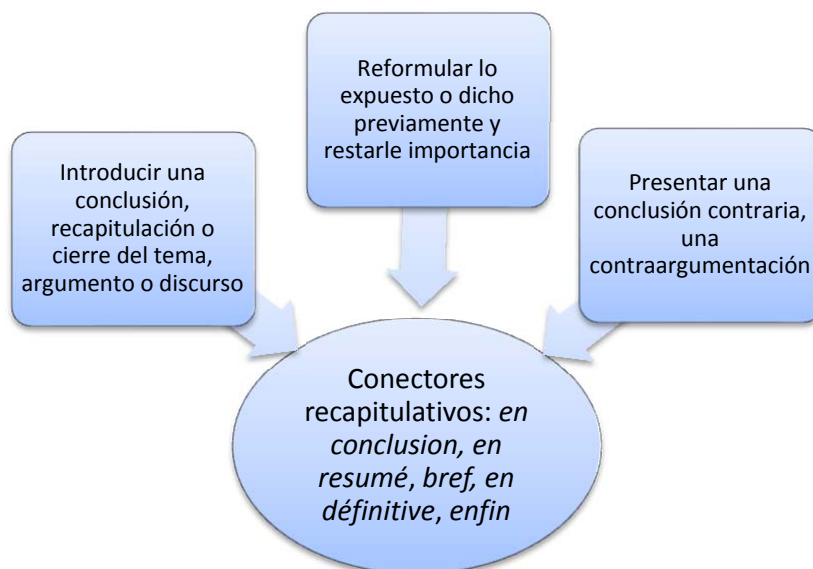 Introducir una
conclusión,
recapitulación o
cierre del tema,
argumento o discurso
Reformular lo
expuesto o dicho
previamente y
restarle importancia
Presentar una
conclusión contraria,
una
contraargumentación
Conectores
recapitulativos: en
conclusion, en
resumé, bref, en
définitive, enfin